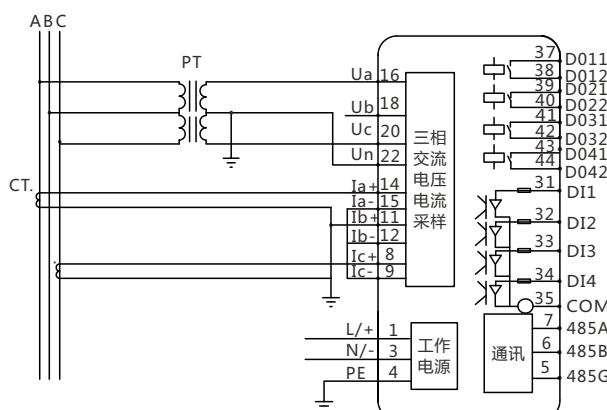 A B C
PT
CT.
Ua 16
Ub 18
Uc 20
Un 22
Ia+ 14
Ia- 15
Ib+ 11
Ib- 12
Ic+ 8
Ic- 9
三相
交流
电压
电流
采样
L/+ 1
N/- 3
PE 4
工作
电源
37 D011
38 D012
39 D021
40 D022
41 D031
42 D032
43 D041
44 D042
31 DI1
32 DI2
33 DI3
34 DI4
35 COM
通讯
7 485A
6 485B
5 485G